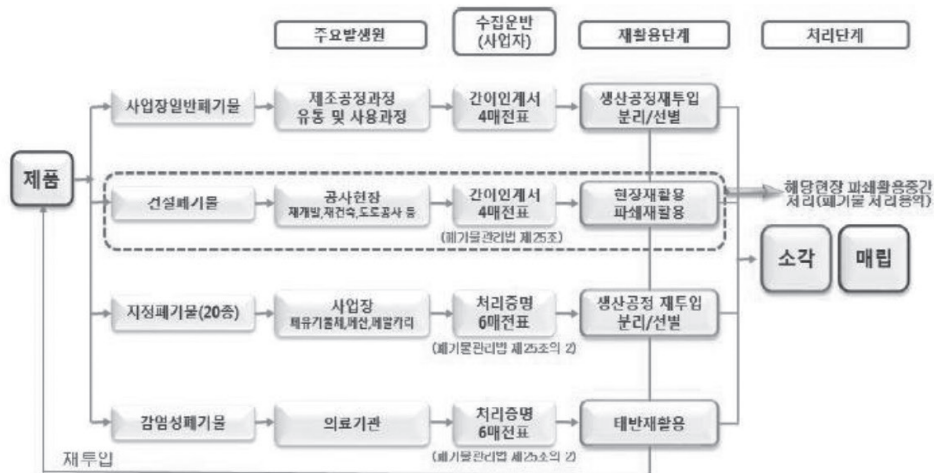 주요발생원
수집운반
(사업자)
재활용단계
처리단계
제품
사업장일반폐기물
제조공정과정
유통 및 사용과정
간이인계서
4매전표
생산공정재투입
분리/선별
건설폐기물
공사현장
재개발,재건축,도로공사 등
간이인계서
4매전표
(폐기물관리법 제25조)
현장재활용
파쇄재활용
해당현장 파쇄활용중간
처리(폐기물 처리용역)
소각
매립
지정폐기물(20종)
사업장
폐유기물체,폐산,폐알카리
처리증명
6매전표
(폐기물관리법 제25조의 2)
생산공정 재투입
분리/선별
감염성폐기물
의료기관
처리증명
6매전표
(폐기물관리법 제25조의 2)
태반재활용
재투입